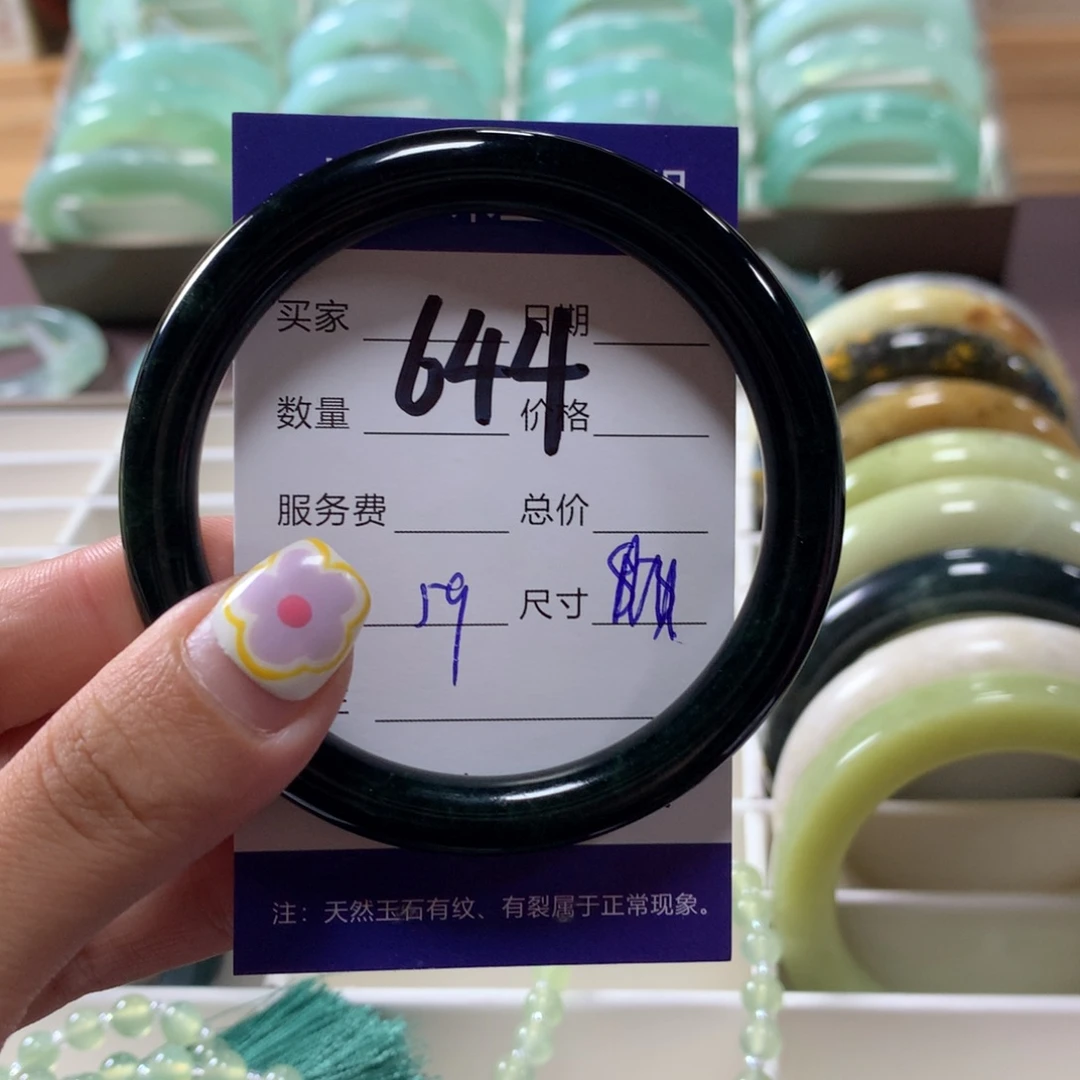 买家 日期
644
数量 价格
服务费 总价
59 尺寸
注：天然玉石有纹、有裂属于正常现象。